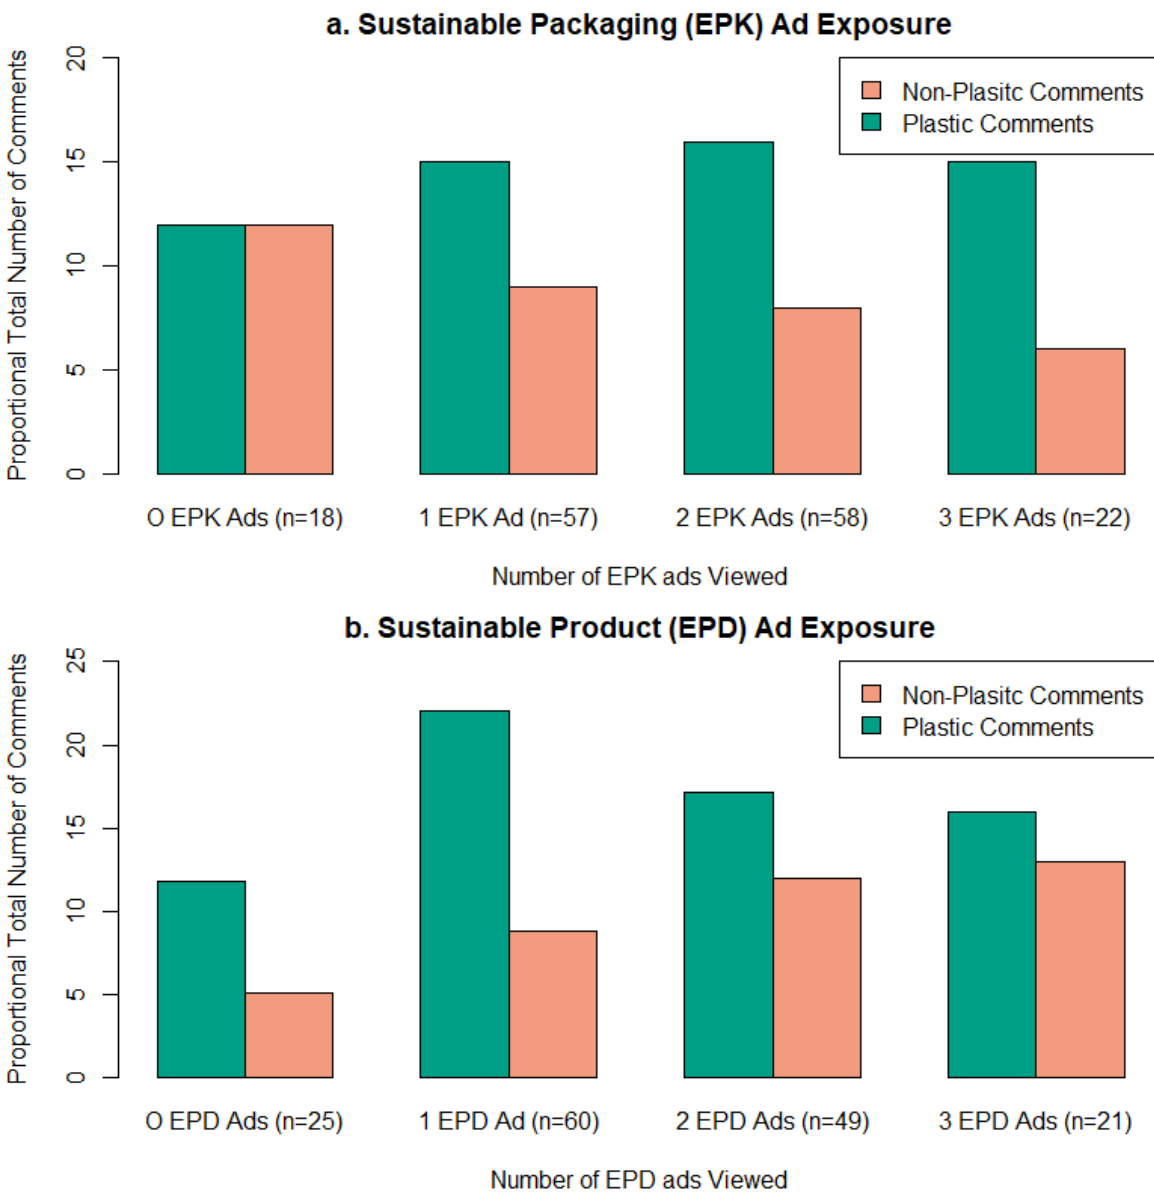 a. Sustainable Packaging (EPK) Ad Exposure
Proportional Total Number of Comments
20
15
10
5
0
Non-Plasitc Comments
Plastic Comments
O EPK Ads (n=18)
1 EPK Ad (n=57)
2 EPK Ads (n=58)
3 EPK Ads (n=22)
Number of EPK ads Viewed
b. Sustainable Product (EPD) Ad Exposure
Proportional Total Number of Comments
25
20
15
10
5
0
Non-Plasitc Comments
Plastic Comments
O EPD Ads (n=25)
1 EPD Ad (n=60)
2 EPD Ads (n=49)
3 EPD Ads (n=21)
Number of EPD ads Viewed